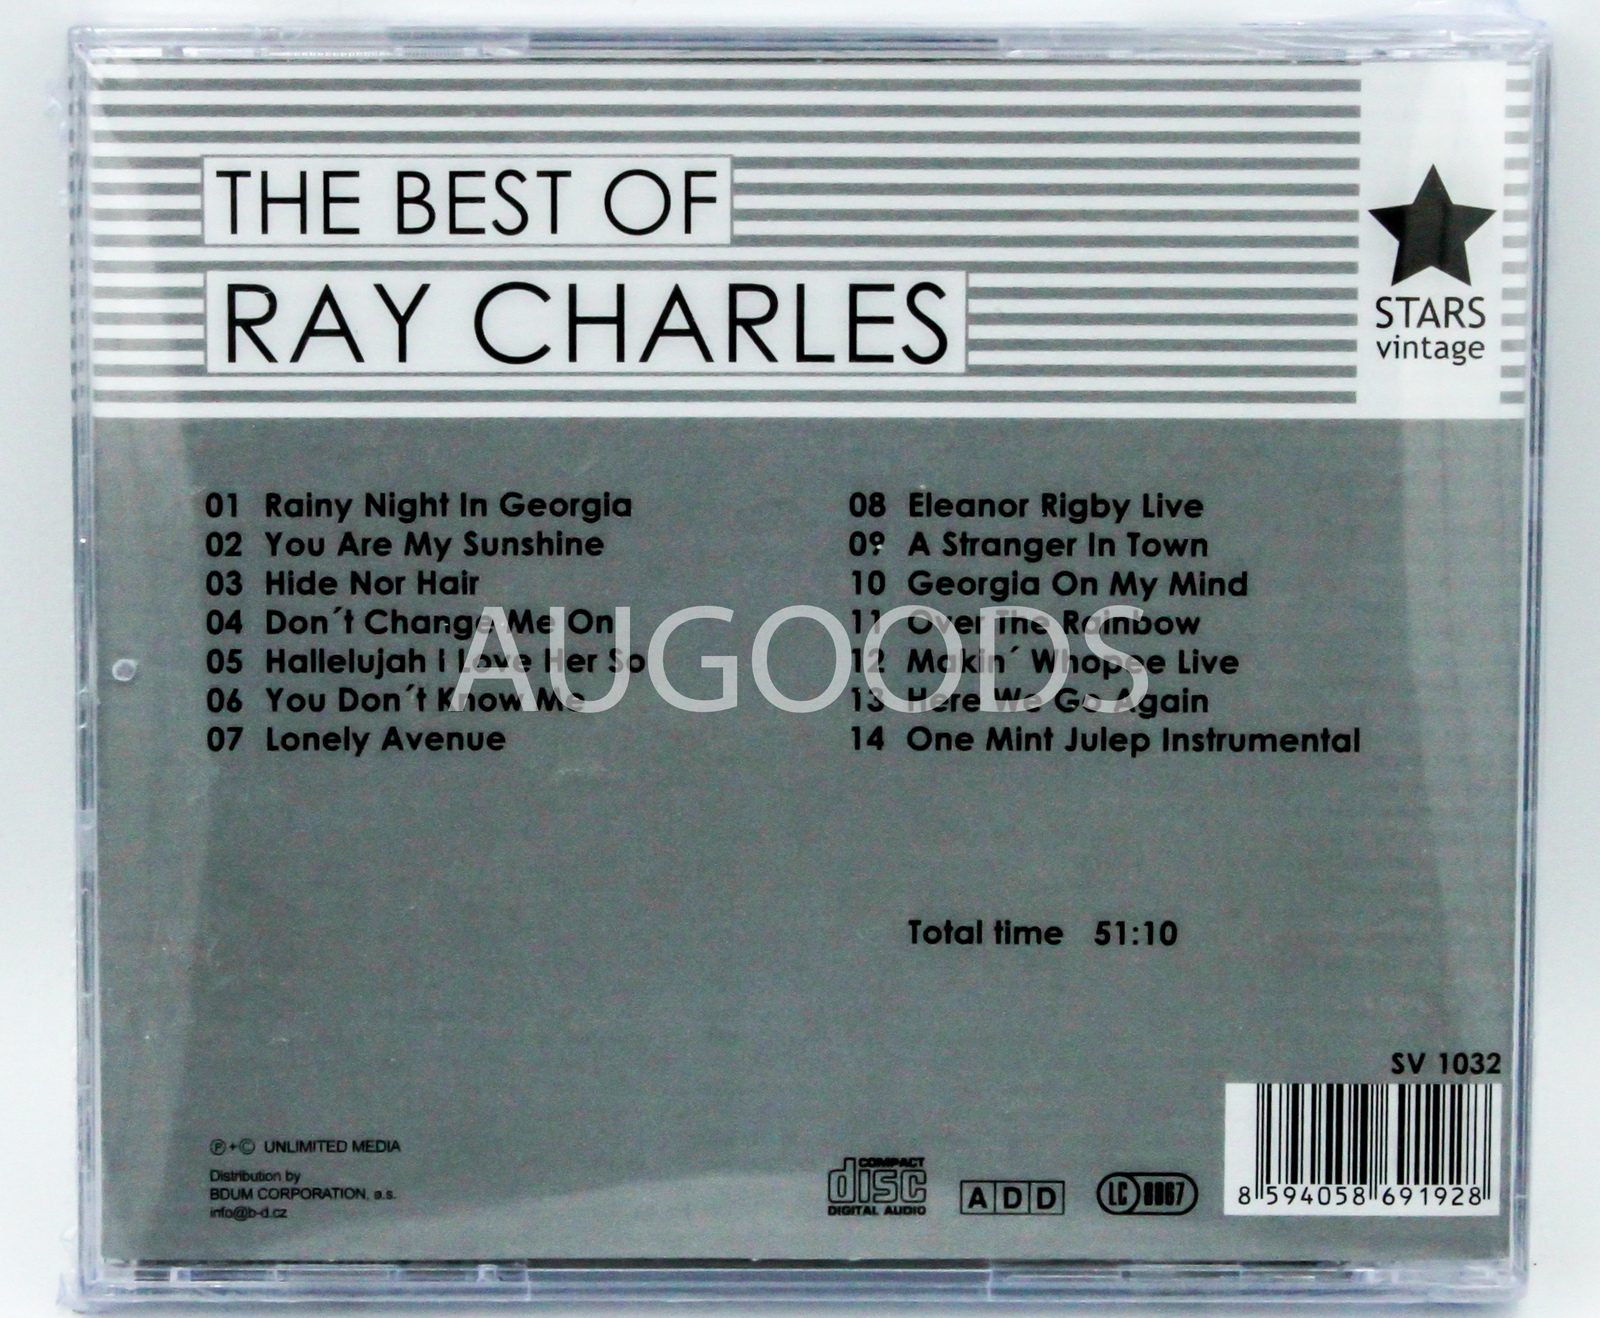 THE BEST OF
RAY CHARLES
STARS
vintage
01 Rainy Night In Georgia
02 You Are My Sunshine
03 Hide Nor Hair
04 Don´t Change Me On
05 Hallelujah I Love Her So
06 You Don´t Know Me
07 Lonely Avenue
08 Eleanor Rigby Live
09 A Stranger In Town
10 Georgia On My Mind
11 Over The Rainbow
12 Makin´ Whopee Live
13 Here We Go Again
14 One Mint Julep Instrumental
AUGOODS
Total time 51:10
SV 1032
8 594058 691928
Ⓟ+© UNLIMITED MEDIA
Distribution by
BDUM CORPORATION, a.s.
info@b-d.cz
COMPACT
disc
DIGITAL AUDIO
ADD
LC